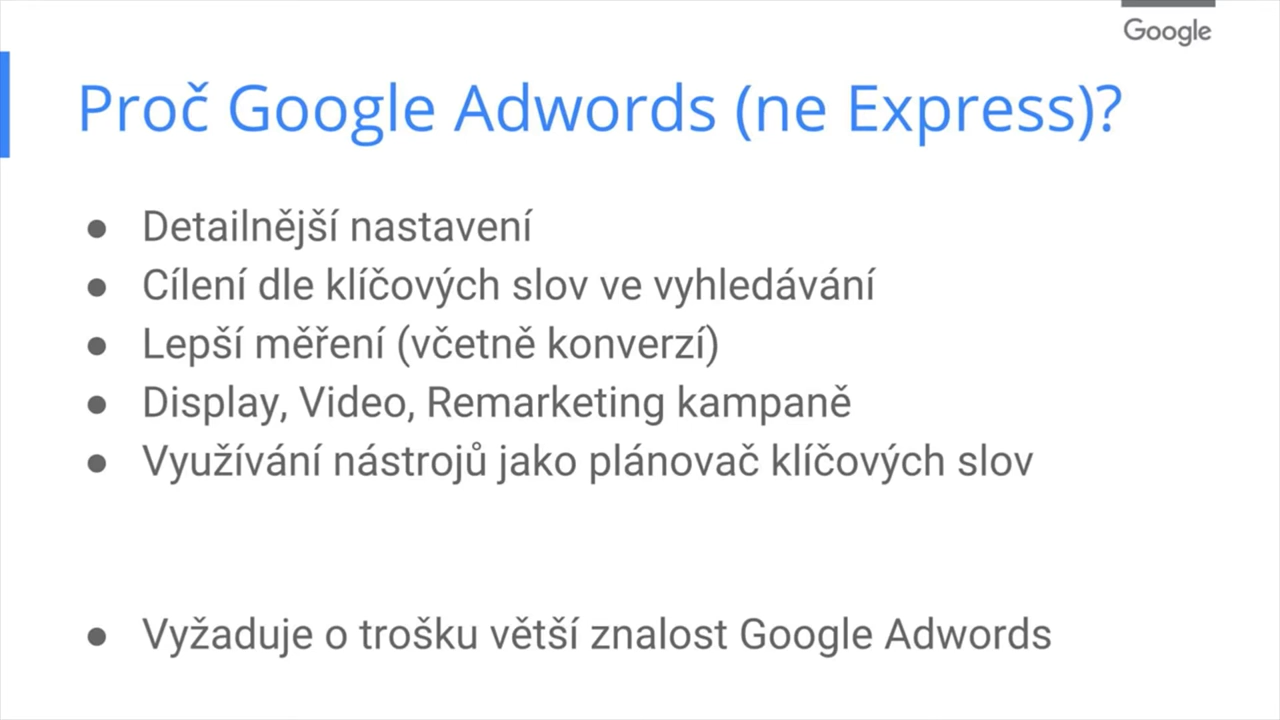 Google
Proč Google Adwords (ne Express)?
● Detailnější nastavení
● Cílení dle klíčových slov ve vyhledávání
● Lepší měření (včetně konverzí)
● Display, Video, Remarketing kampaně
● Využívání nástrojů jako plánovač klíčových slov
● Vyžaduje o trošku větší znalost Google Adwords